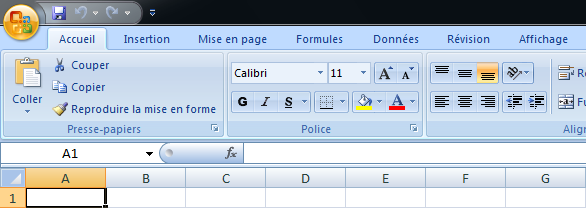 Accueil Insertion Mise en page Formules Données Révision Affichage
Couper
Calibri 11 A A
Copier
Coller
Reproduire la mise en forme G I S A
Presse-papiers Police
A1 fx
A B C D E F G
1